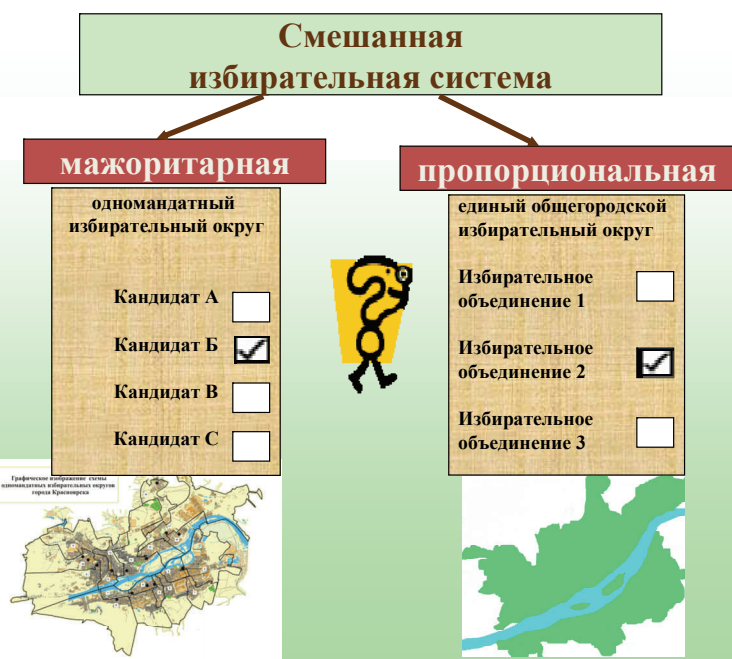 Смешанная
избирательная система
мажоритарная
одномандатный
избирательный округ
Кандидат А
Кандидат Б
Кандидат В
Кандидат С
Графическое изображение схемы
одномандатных избирательных округов
города Красноярска
пропорциональная
единый общегородской
избирательный округ
Избирательное
объединение 1
Избирательное
объединение 2
Избирательное
объединение 3